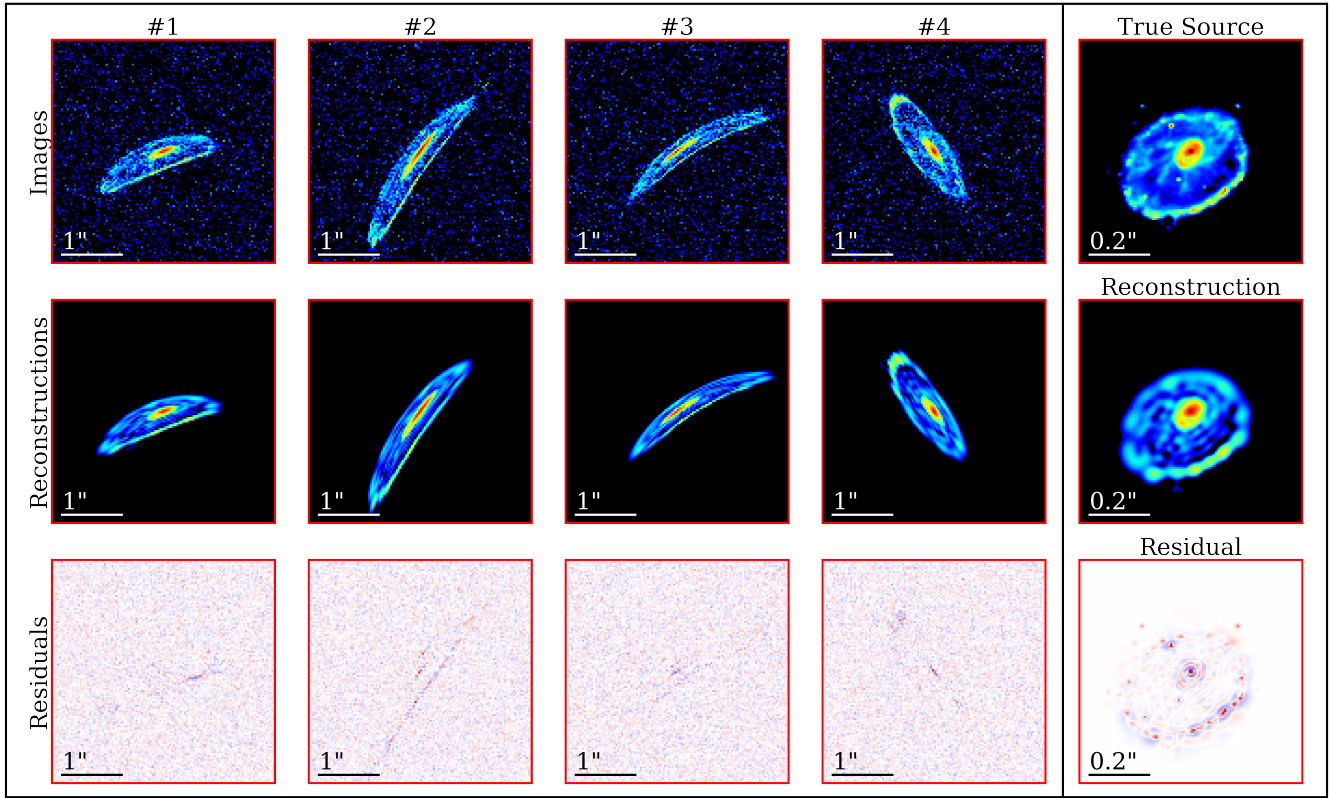 #1 #2 #3 #4 True Source
Images
1" 1" 1" 1" 0.2"
Reconstruction
Reconstructions
1" 1" 1" 1" 0.2"
Residual
Residuals
1" 1" 1" 1" 0.2"